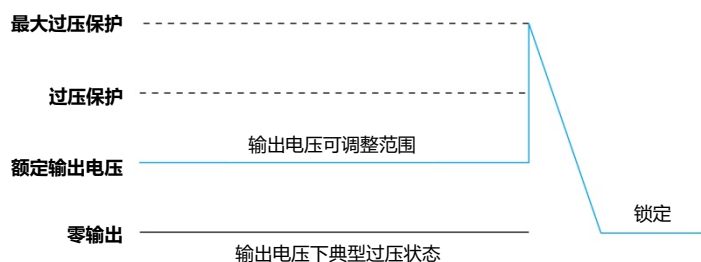 最大过压保护
过压保护
输出电压可调整范围
额定输出电压
锁定
零输出
输出电压下典型过压状态